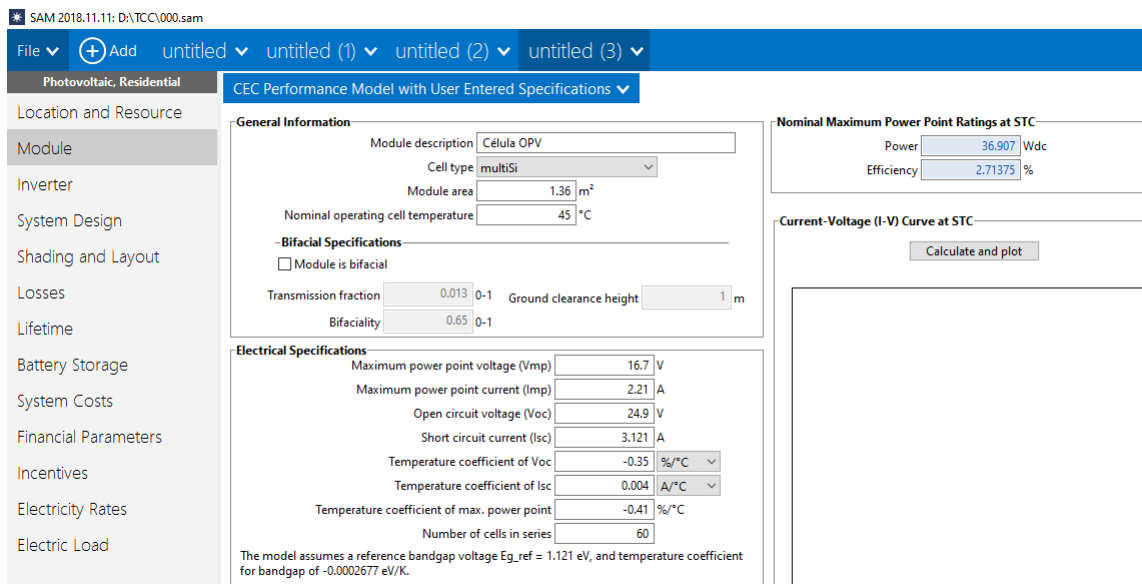 SAM 2018.11.11: D:\TCC\000.sam
File Add untitled untitled (1) untitled (2) untitled (3)
Photovoltaic, Residential
Location and Resource
Module
Inverter
System Design
Shading and Layout
Losses
Lifetime
Battery Storage
System Costs
Financial Parameters
Incentives
Electricity Rates
Electric Load
CEC Performance Model with User Entered Specifications
General Information
Module description Célula OPV
Cell type multiSi
Module area 1.36 m²
Nominal operating cell temperature 45 °C
Bifacial Specifications
Module is bifacial
Transmission fraction 0.013 0-1 Ground clearance height 1 m
Bifaciality 0.65 0-1
Electrical Specifications
Maximum power point voltage (Vmp) 16.7 V
Maximum power point current (Imp) 2.21 A
Open circuit voltage (Voc) 24.9 V
Short circuit current (Isc) 3.121 A
Temperature coefficient of Voc -0.35 %/°C
Temperature coefficient of Isc 0.004 A/°C
Temperature coefficient of max. power point -0.41 %/°C
Number of cells in series 60
The model assumes a reference bandgap voltage Eg_ref = 1.121 eV, and temperature coefficient
for bandgap of -0.0002677 eV/K.
Nominal Maximum Power Point Ratings at STC
Power 36.907 Wdc
Efficiency 2.71375 %
Current-Voltage (I-V) Curve at STC
Calculate and plot